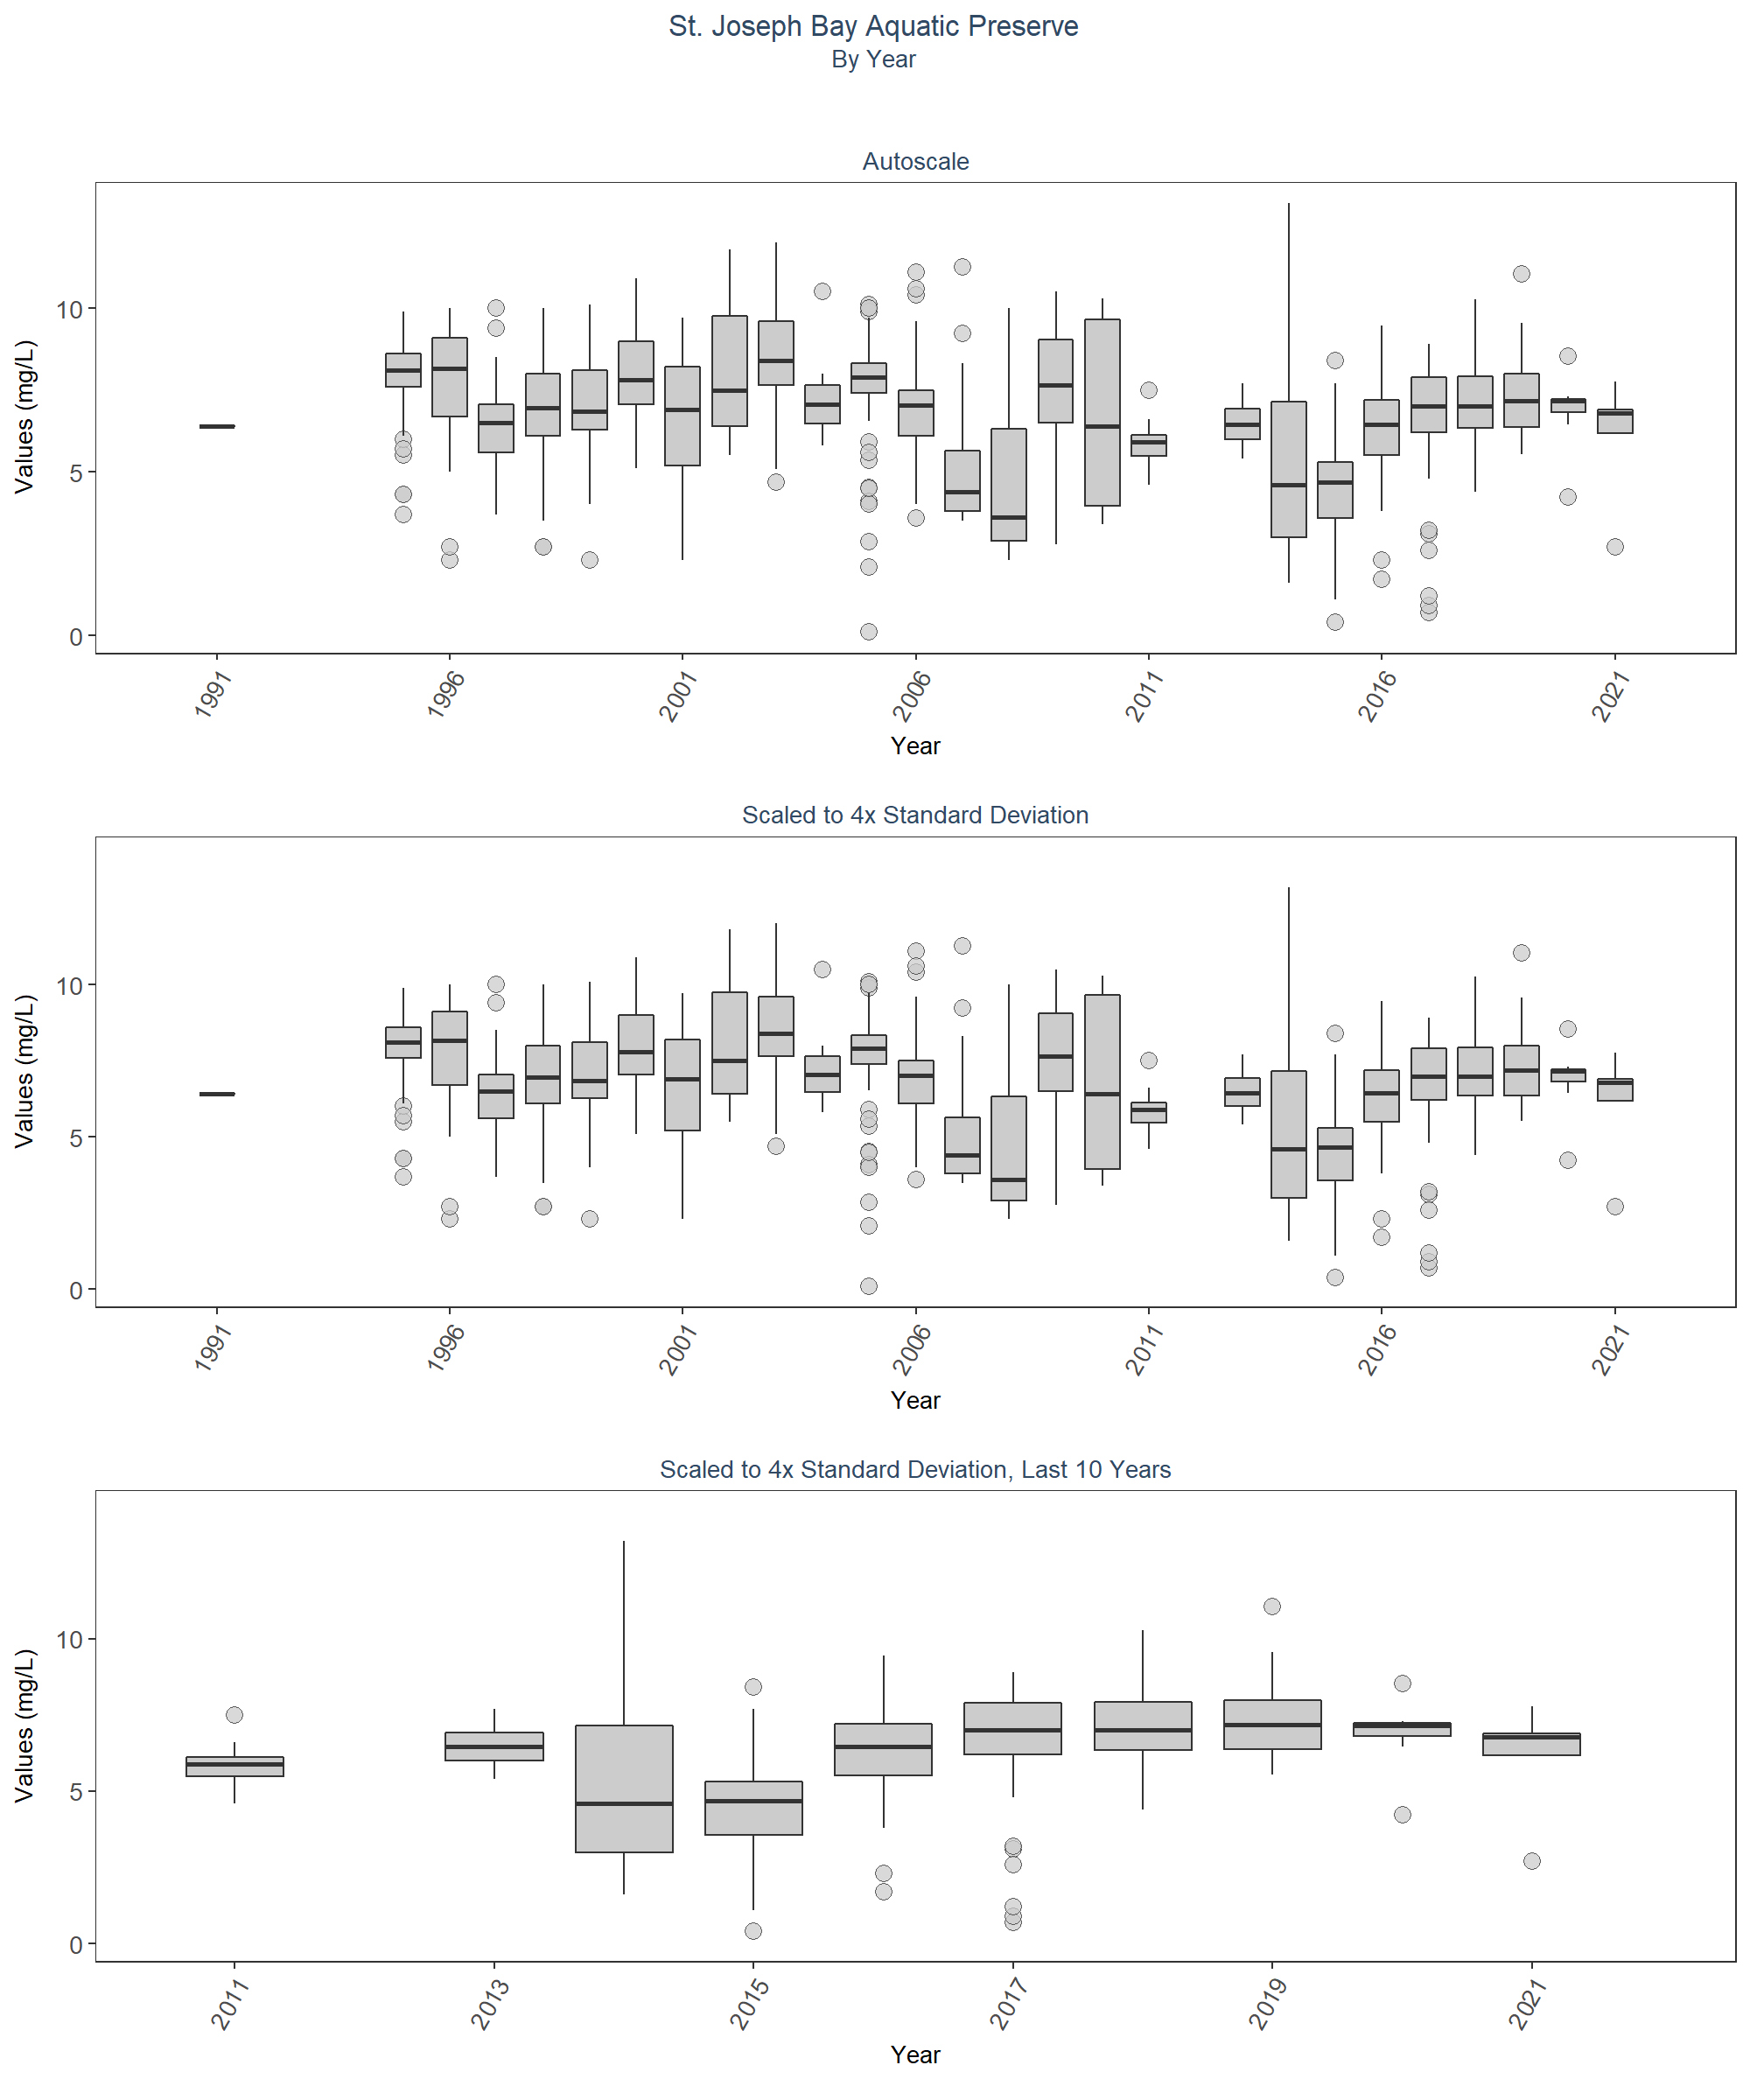 St. Joseph Bay Aquatic Preserve
By Year
Autoscale
Values (mg/L)
10
5
0
1991 1996 2001 2006 2011 2016 2021
Year
Scaled to 4x Standard Deviation
Values (mg/L)
10
5
0
1991 1996 2001 2006 2011 2016 2021
Year
Scaled to 4x Standard Deviation, Last 10 Years
Values (mg/L)
10
5
0
2011 2013 2015 2017 2019 2021
Year